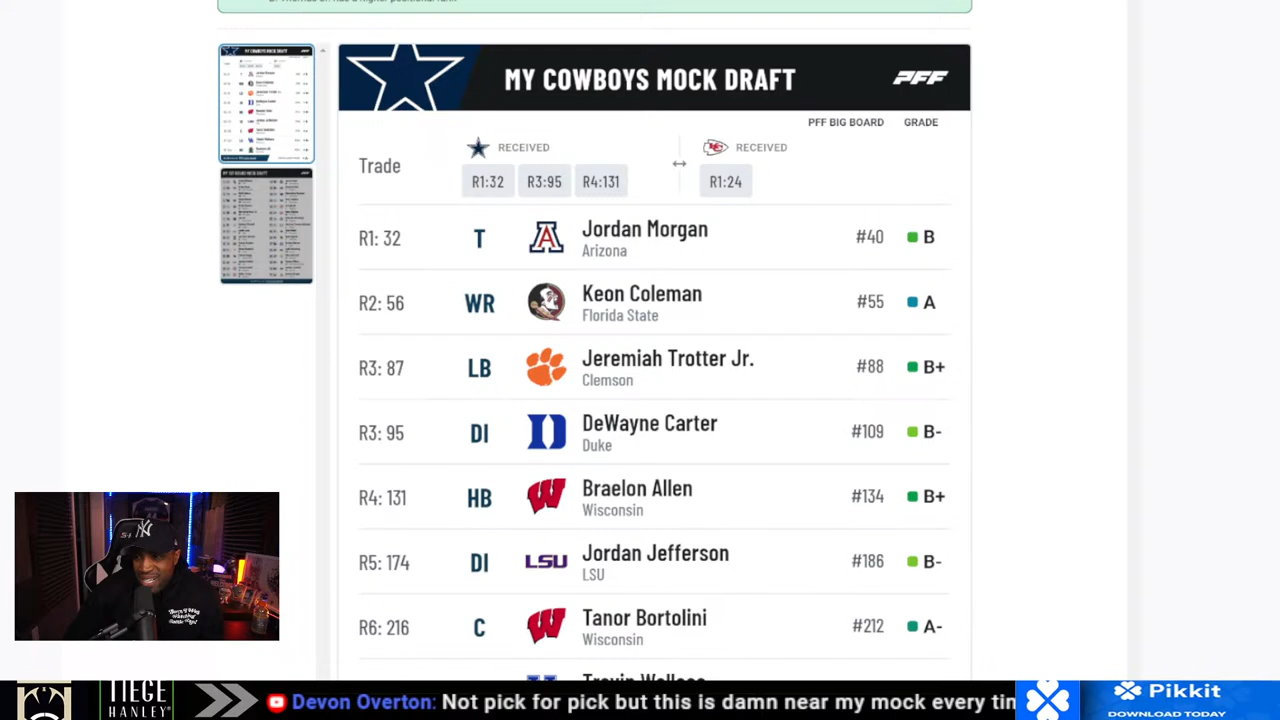 MY COWBOYS MOCK DRAFT
PFF
PFF BIG BOARD GRADE
Trade
RECEIVED
R1:32 R3:95 R4:131
RECEIVED
R1:24
R1: 32 T Jordan Morgan #40 B
Arizona
R2: 56 WR Keon Coleman #55 A
Florida State
R3: 87 LB Jeremiah Trotter Jr. #88 B+
Clemson
R3: 95 DI DeWayne Carter #109 B-
Duke
R4: 131 HB Braelon Allen #134 B+
Wisconsin
R5: 174 DI LSU Jordan Jefferson #186 B-
LSU
R6: 216 C Tanor Bortolini #212 A-
Wisconsin
TIEGE
HANLEY
Devon Overton: Not pick for pick but this is damn near my mock every tim
Pikkit
DOWNLOAD TODAY